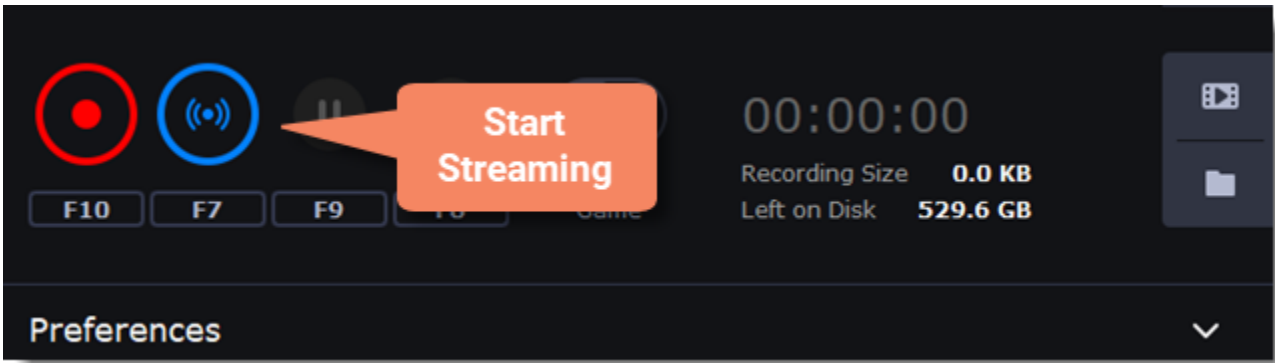 Start
Streaming
00:00:00
Recording Size 0.0 KB
Left on Disk 529.6 GB
F10 F7 F9
Game
Preferences